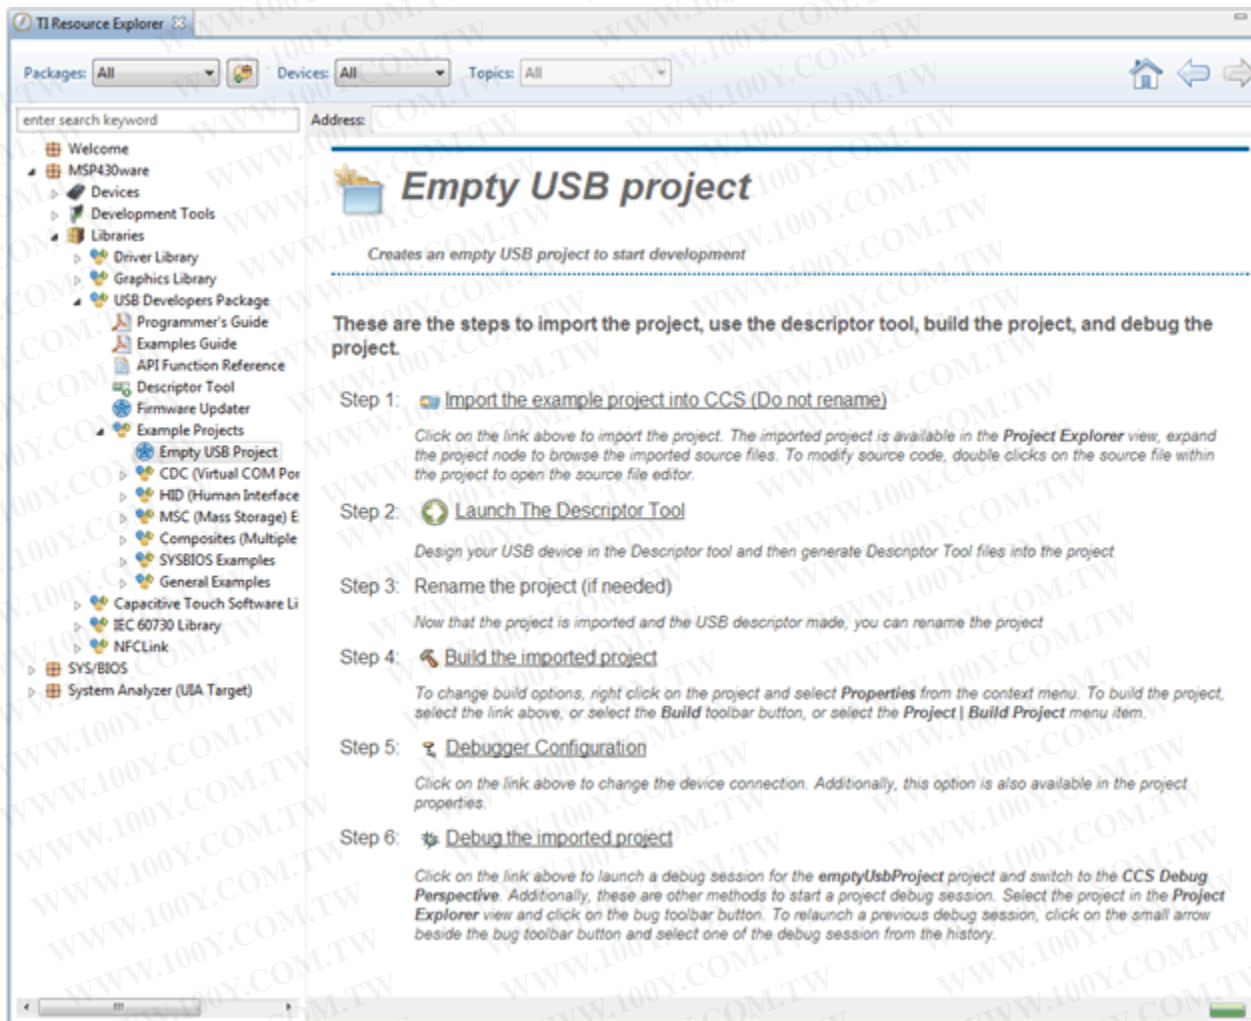 TI Resource Explorer
Packages: All Devices: All Topics: All
enter search keyword
Address:
Welcome
MSP430ware
Devices
Development Tools
Libraries
Driver Library
Graphics Library
USB Developers Package
Programmer's Guide
Examples Guide
API Function Reference
Descriptor Tool
Firmware Updater
Example Projects
Empty USB Project
CDC (Virtual COM Por
HID (Human Interface
MSC (Mass Storage) E
Composites (Multiple
SYSBIOS Examples
General Examples
Capacitive Touch Software Li
IEC 60730 Library
NFCLink
SYS/BIOS
System Analyzer (UIA Target)
Empty USB project
Creates an empty USB project to start development
These are the steps to import the project, use the descriptor tool, build the project, and debug the
project.
Step 1: Import the example project into CCS (Do not rename)
Click on the link above to import the project. The imported project is available in the Project Explorer view, expand
the project node to browse the imported source files. To modify source code, double clicks on the source file within
the project to open the source file editor.
Step 2: Launch The Descriptor Tool
Design your USB device in the Descriptor tool and then generate Descriptor Tool files into the project
Step 3: Rename the project (if needed)
Now that the project is imported and the USB descriptor made, you can rename the project
Step 4: Build the imported project
To change build options, right click on the project and select Properties from the context menu. To build the project,
select the link above, or select the Build toolbar button, or select the Project | Build Project menu item.
Step 5: Debugger Configuration
Click on the link above to change the device connection. Additionally, this option is also available in the project
properties.
Step 6: Debug the imported project
Click on the link above to launch a debug session for the emptyUsbProject project and switch to the CCS Debug
Perspective. Additionally, these are other methods to start a project debug session. Select the project in the Project
Explorer view and click on the bug toolbar button. To relaunch a previous debug session, click on the small arrow
beside the bug toolbar button and select one of the debug session from the history.
WWW.100Y.COM.TW